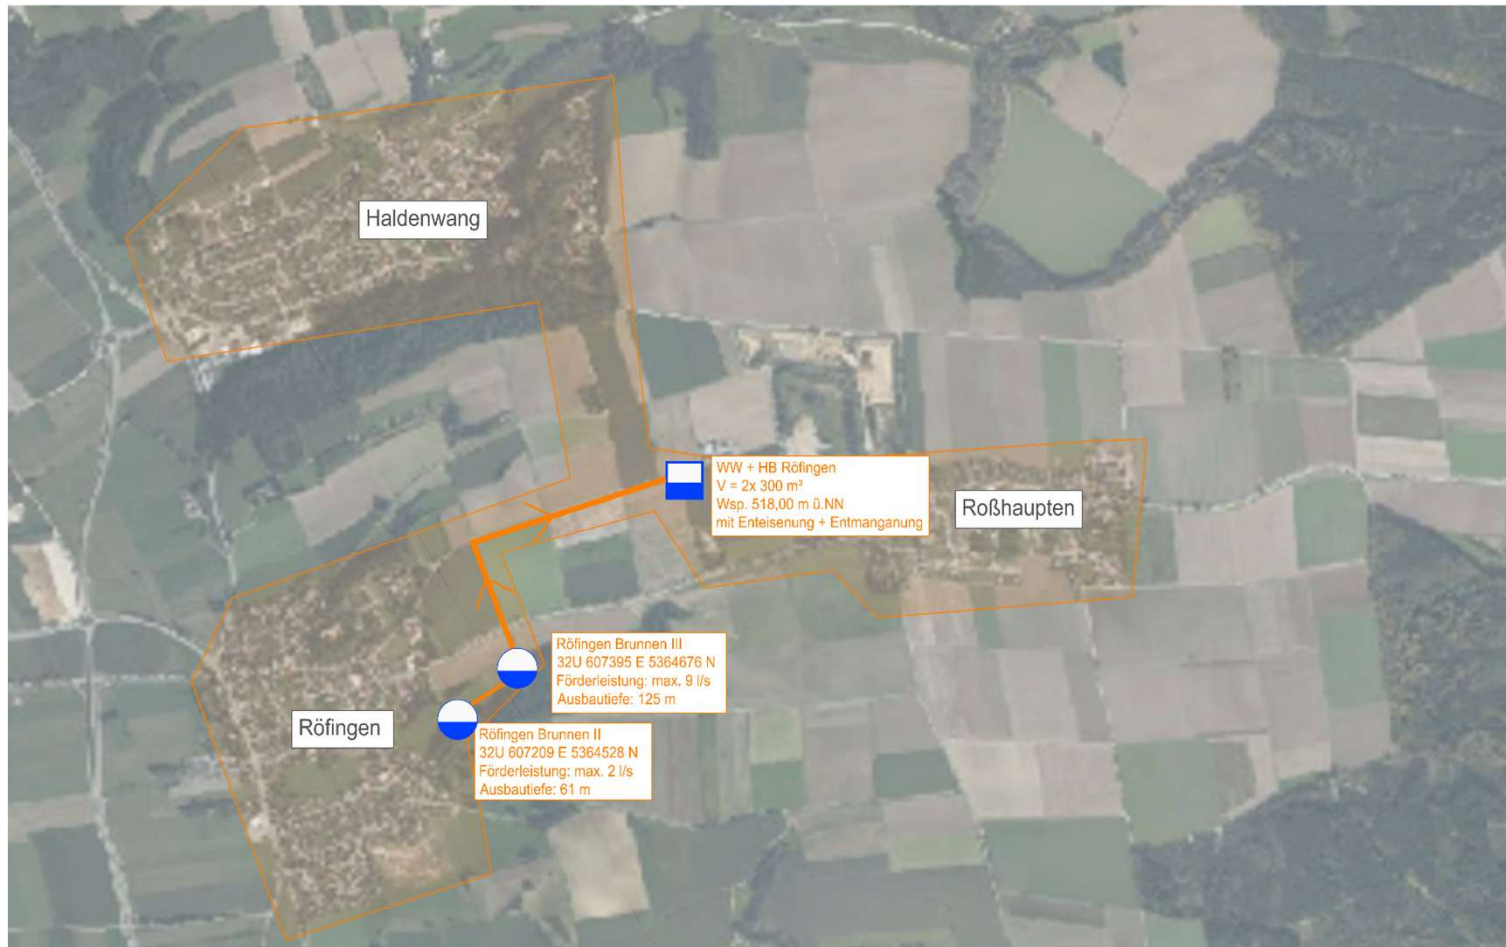 Haldenwang
WW + HB Röfingen
V = 2x 300 m³
Wsp. 518,00 m ü.NN
mit Enteisenung + Entmanganung
Roßhaupten
Röfingen Brunnen III
32U 607395 E 5364676 N
Förderleistung: max. 9 l/s
Ausbautiefe: 125 m
Röfingen
Röfingen Brunnen II
32U 607209 E 5364528 N
Förderleistung: max. 2 l/s
Ausbautiefe: 61 m